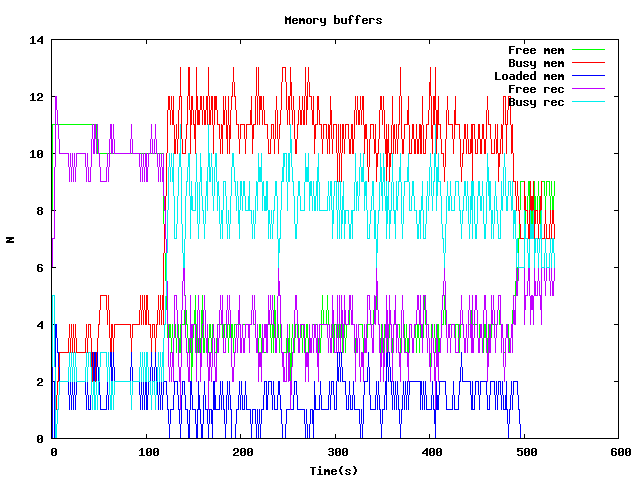 Memory buffers
14
12
10
8
6
4
2
0
N
Free mem
Busy mem
Loaded mem
Free rec
Busy rec
0 100 200 300 400 500 600
Time(s)